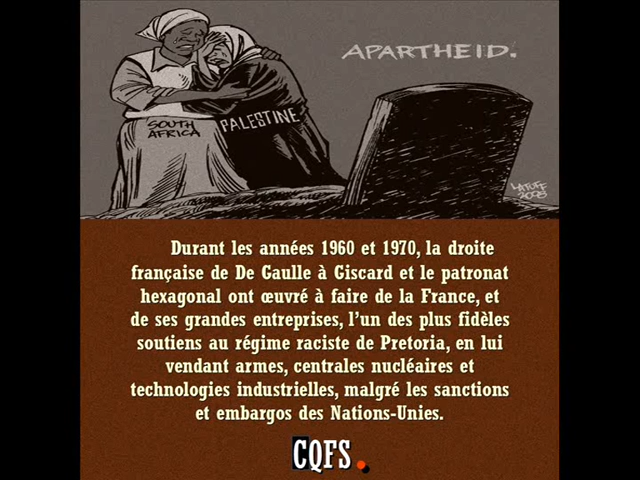 APARTHEID.
SOUTH
AFRICA
PALESTINE
LATUFF
2008
Durant les années 1960 et 1970, la droite
française de De Gaulle à Giscard et le patronat
hexagonal ont œuvré à faire de la France, et
de ses grandes entreprises, l'un des plus fidèles
soutiens au régime raciste de Pretoria, en lui
vendant armes, centrales nucléaires et
technologies industrielles, malgré les sanctions
et embargos des Nations-Unies.
CQFS